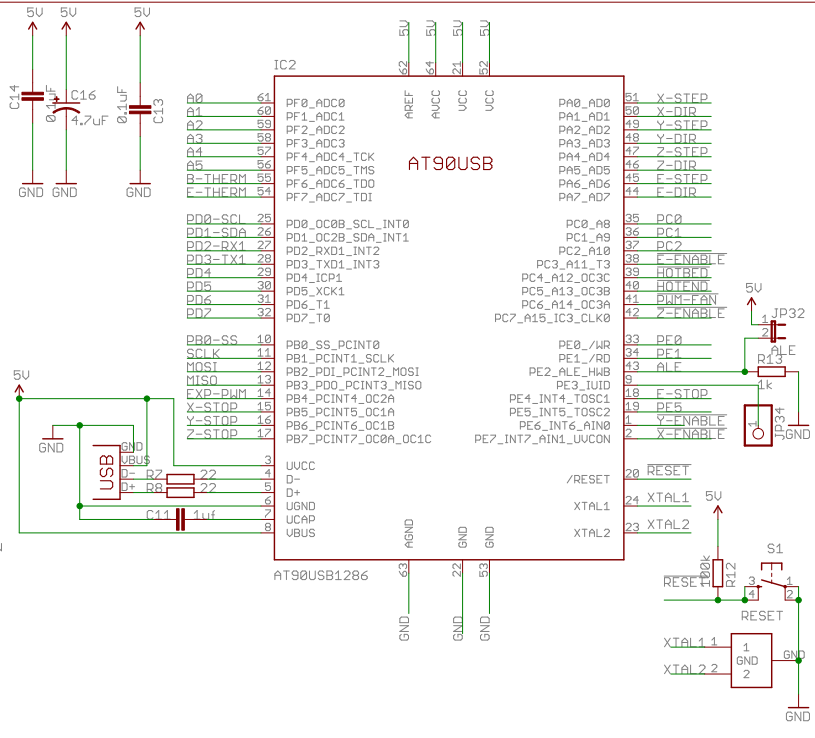 5V 5V 5V
C14 0.1uF C16 4.7uF 0.1uF C13
GND GND GND
5V 5V 5V 5V
62 64 21 52
AREF AVCC VCC VCC
IC2
AT90USB
A0 61 PF0_ADC0
A1 60 PF1_ADC1
A2 59 PF2_ADC2
A3 58 PF3_ADC3
A4 57 PF4_ADC4_TCK
A5 56 PF5_ADC5_TMS
B-THERM 55 PF6_ADC6_TDO
E-THERM 54 PF7_ADC7_TDI
PD0-SCL 25 PD0_OC0B_SCL_INT0
PD1-SDA 26 PD1_OC2B_SDA_INT1
PD2-RX1 27 PD2_RXD1_INT2
PD3-TX1 28 PD3_TXD1_INT3
PD4 29 PD4_ICP1
PD5 30 PD5_XCK1
PD6 31 PD6_T1
PD7 32 PD7_T0
PB0-SS 10 PB0_SS_PCINT0
SCLK 11 PB1_PCINT1_SCLK
MOSI 12 PB2_PDI_PCINT2_MOSI
MISO 13 PB3_PDO_PCINT3_MISO
EXP-PWM 14 PB4_PCINT4_OC2A
X-STOP 15 PB5_PCINT5_OC1A
Y-STOP 16 PB6_PCINT6_OC1B
Z-STOP 17 PB7_PCINT7_OC0A_OC1C
3 UVCC
4 D-
5 D+
6 UGND
7 UCAP
8 VBUS
PA0_AD0 51 X-STEP
PA1_AD1 50 X-DIR
PA2_AD2 49 Y-STEP
PA3_AD3 48 Y-DIR
PA4_AD4 47 Z-STEP
PA5_AD5 46 Z-DIR
PA6_AD6 45 E-STEP
PA7_AD7 44 E-DIR
PC0_A8 35 PC0
PC1_A9 36 PC1
PC2_A10 37 PC2
PC3_A11_T3 38 E-ENABLE
PC4_A12_OC3C 39 HOTBED
PC5_A13_OC3B 40 HOTEND
PC6_A14_OC3A 41 PWM-FAN
PC7_A15_IC3_CLK0 42 Z-ENABLE
PE0_/WR 33 PE0
PE1_/RD 34 PE1
PE2_ALE_HWB 43 ALE
PE3_IUID 9
PE4_INT4_TOSC1 18 E-STOP
PE5_INT5_TOSC2 19 PE5
PE6_INT6_AIN0 1 Y-ENABLE
PE7_INT7_AIN1_UVCON 2 X-ENABLE
/RESET 20 RESET
XTAL1 24 XTAL1
XTAL2 23 XTAL2
AGND GND GND
63 22 53
GND GND GND
AT90USB1286
5V
GND
USB
GND
VBUS
D- R7 22
D+ R8 22
C11 1uf
5V
1 JP32
2
ALE
R13
1k
1 JP34
GND
5V
100k R12
S1
RESET 3 1
4 2
RESET
XTAL1 1 1
GND GND
XTAL2 2 2
GND